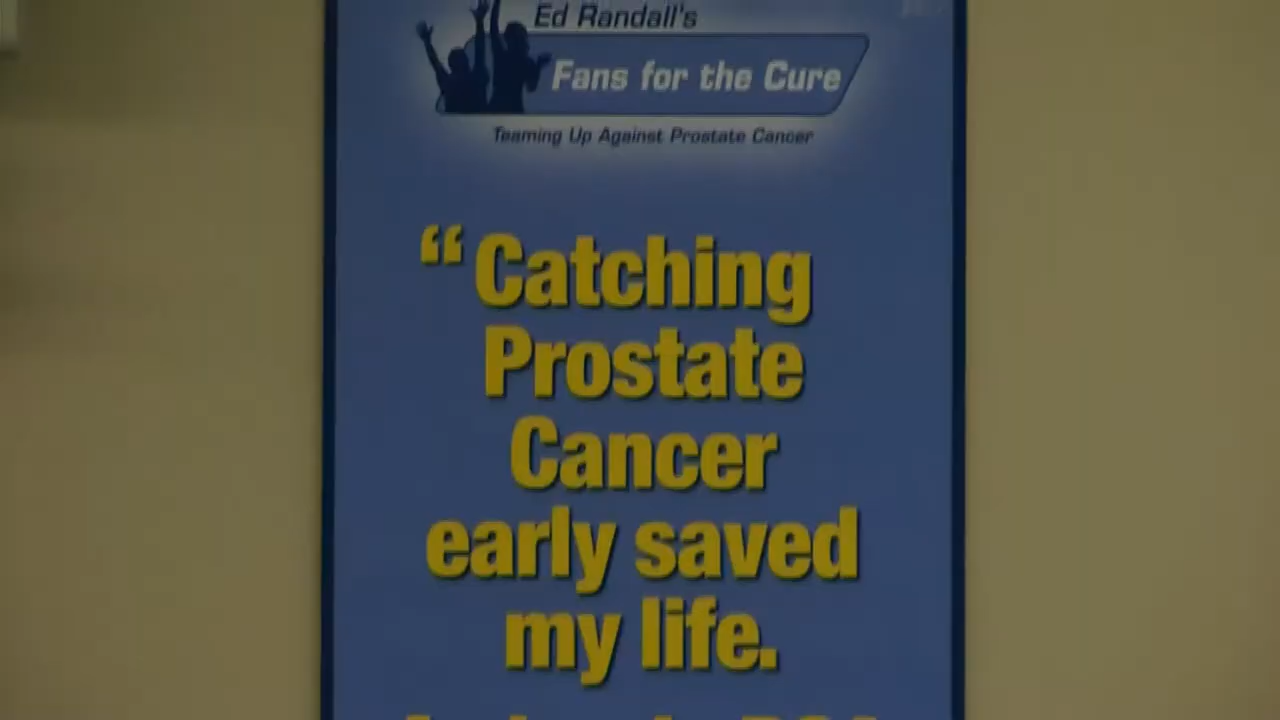 Ed Randall's
Fans for the Cure
Teaming Up Against Prostate Cancer
“Catching
Prostate
Cancer
early saved
my life.